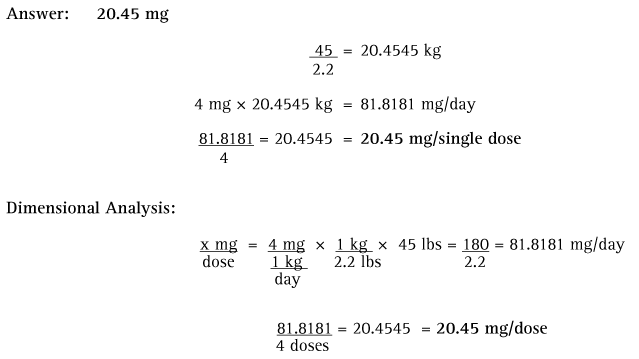 Answer: 20.45 mg
45 = 20.4545 kg
2.2
4 mg × 20.4545 kg = 81.8181 mg/day
81.8181 = 20.4545 = 20.45 mg/single dose
4
Dimensional Analysis:
x mg = 4 mg × 1 kg × 45 lbs = 180 = 81.8181 mg/day
dose 1 kg 2.2 lbs 2.2
day
81.8181 = 20.4545 = 20.45 mg/dose
4 doses